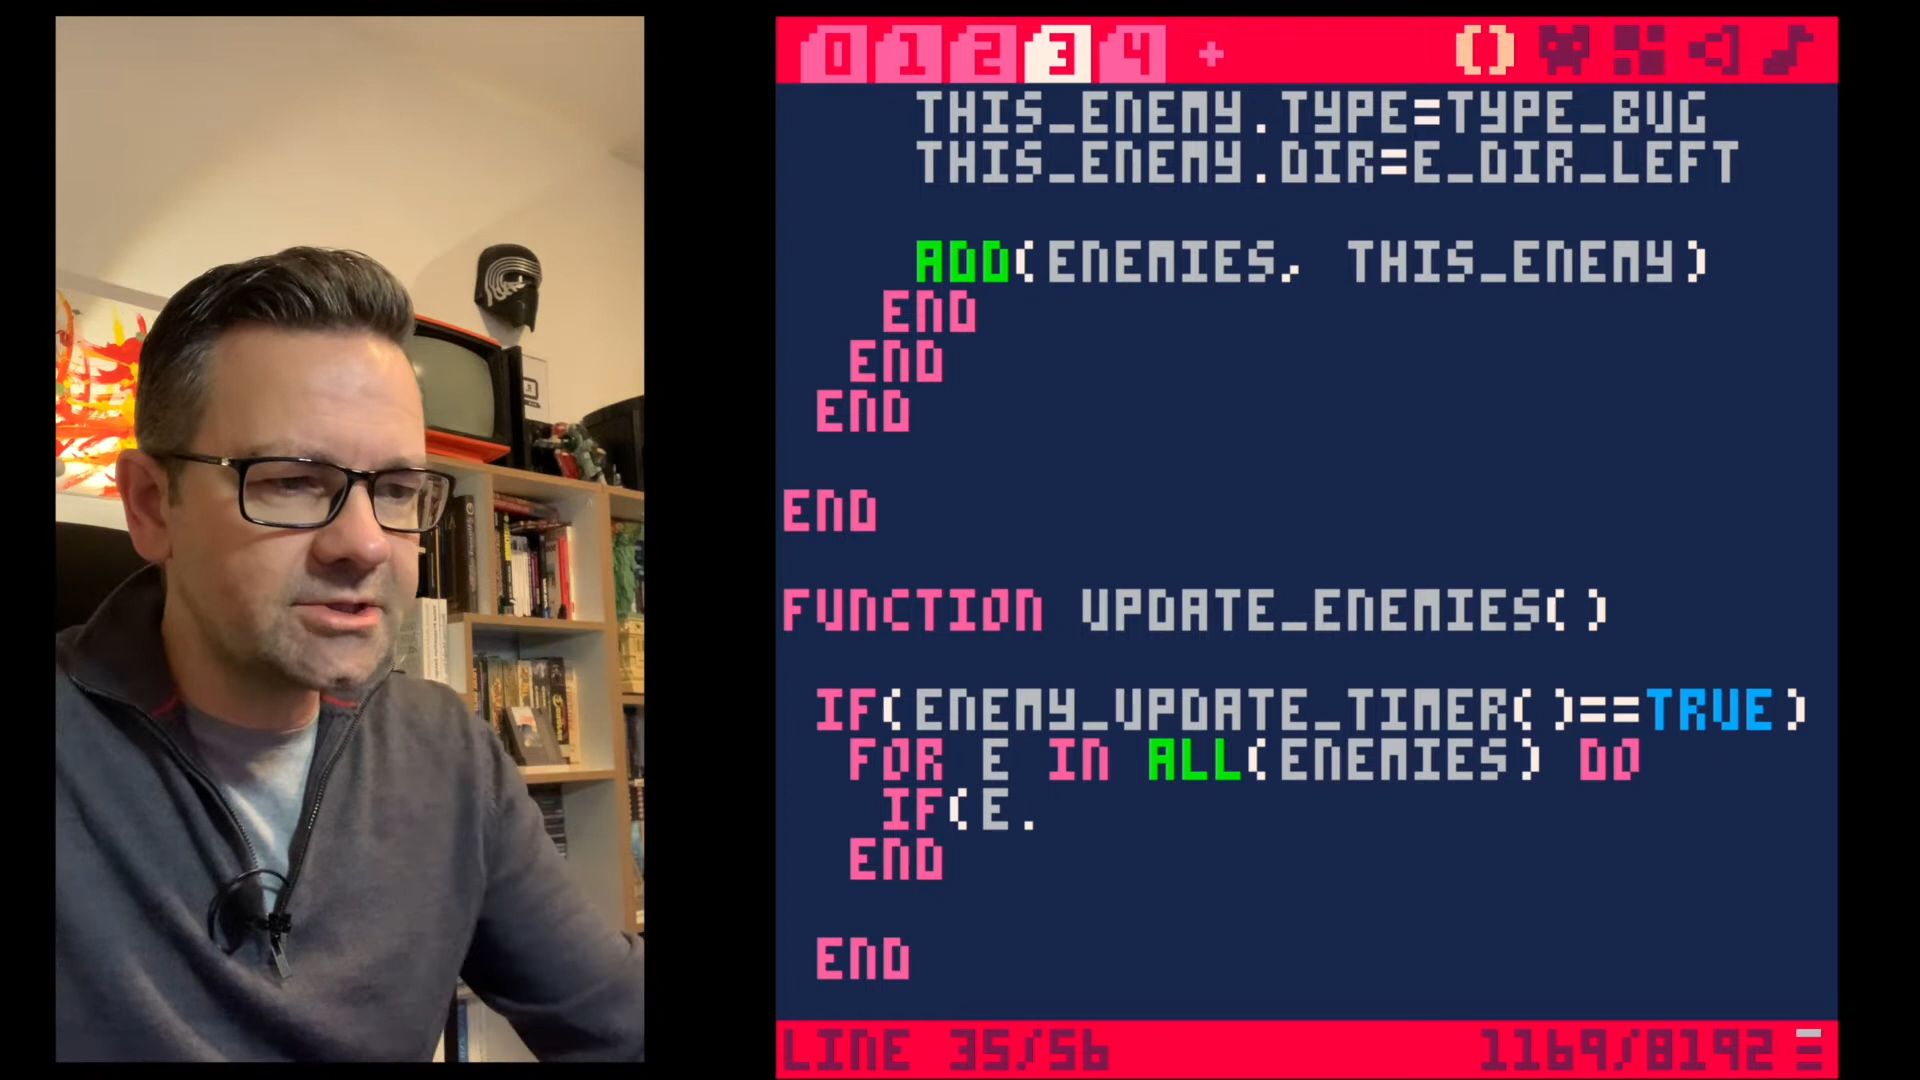 0 1 2 3 4 +
THIS_ENEMY.TYPE=TYPE_BUG
THIS_ENEMY.DIR=E_DIR_LEFT
ADD(ENEMIES, THIS_ENEMY)
END
END
END
END
FUNCTION UPDATE_ENEMIES()
IF(ENEMY_UPDATE_TIMER()==TRUE)
FOR E IN ALL(ENEMIES) DO
IF(E.
END
END
LINE 35/56 1169/8192